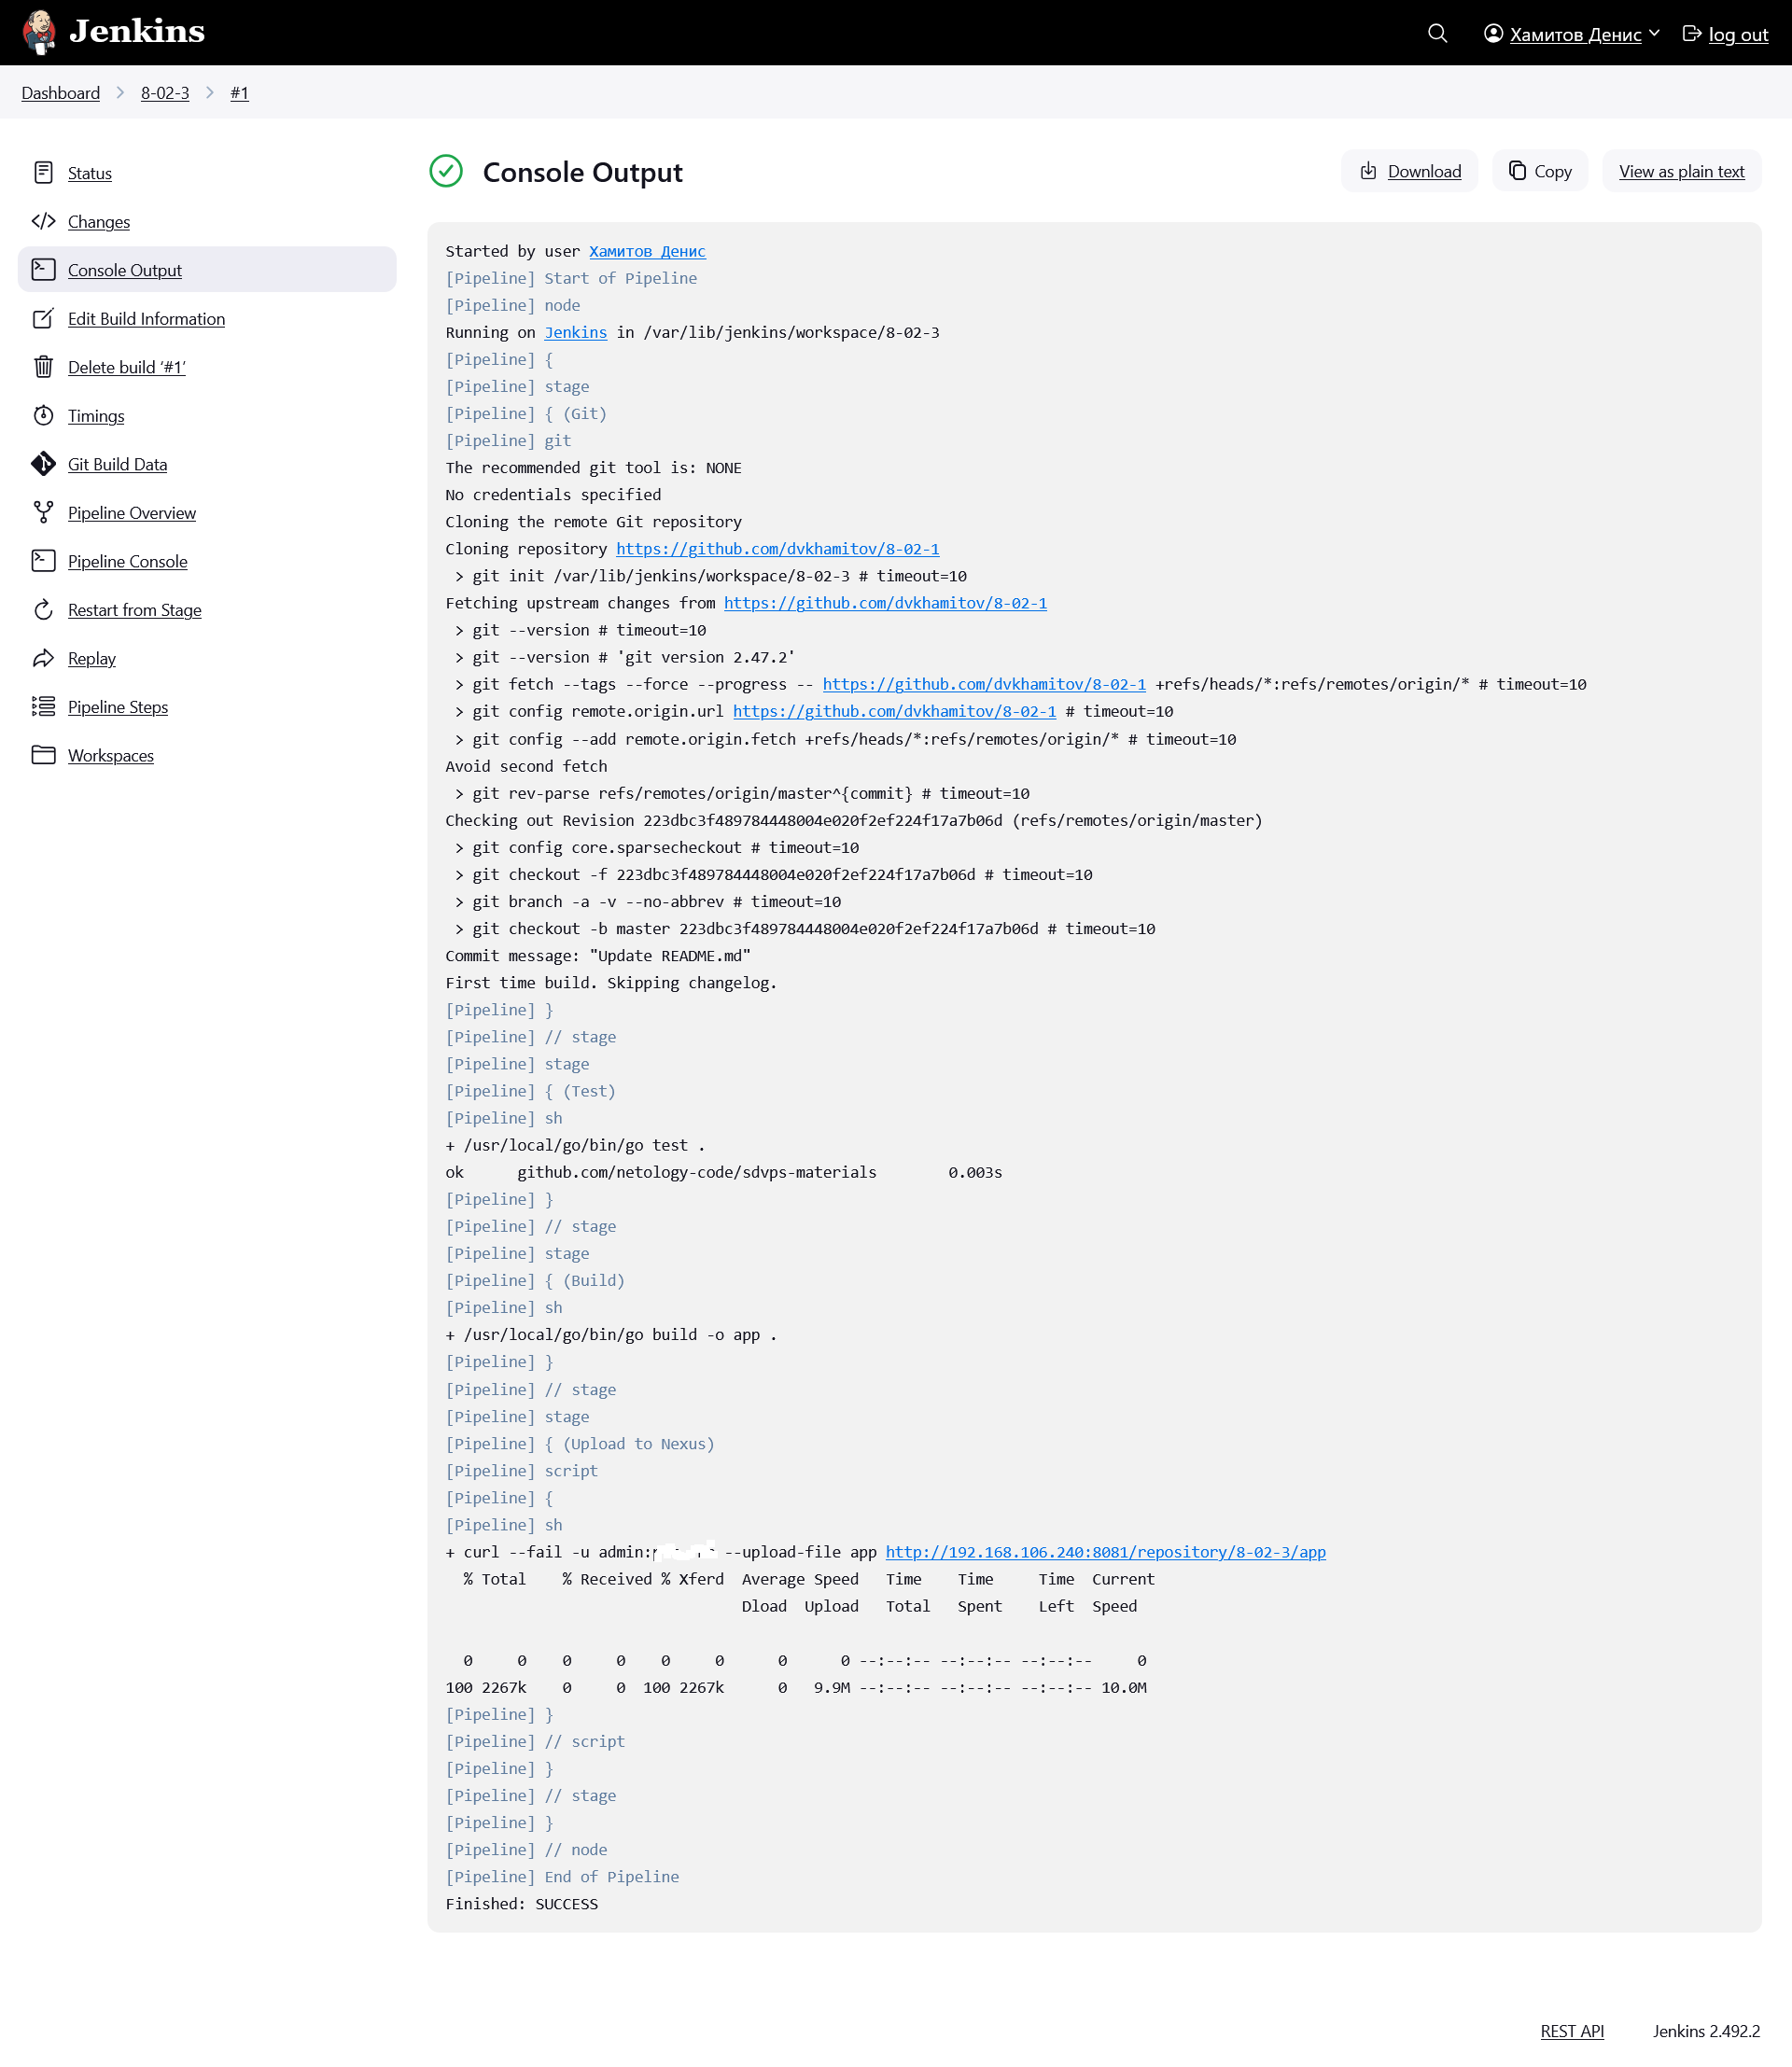 Jenkins
Хамитов Денис
log out
Dashboard
8-02-3
#1
Status
Changes
Console Output
Edit Build Information
Delete build ‘#1’
Timings
Git Build Data
Pipeline Overview
Pipeline Console
Restart from Stage
Replay
Pipeline Steps
Workspaces
Console Output
Download
Copy
View as plain text
Started by user Хамитов Денис
[Pipeline] Start of Pipeline
[Pipeline] node
Running on Jenkins in /var/lib/jenkins/workspace/8-02-3
[Pipeline] {
[Pipeline] stage
[Pipeline] { (Git)
[Pipeline] git
The recommended git tool is: NONE
No credentials specified
Cloning the remote Git repository
Cloning repository https://github.com/dvkhamitov/8-02-1
 > git init /var/lib/jenkins/workspace/8-02-3 # timeout=10
Fetching upstream changes from https://github.com/dvkhamitov/8-02-1
 > git --version # timeout=10
 > git --version # 'git version 2.47.2'
 > git fetch --tags --force --progress -- https://github.com/dvkhamitov/8-02-1 +refs/heads/*:refs/remotes/origin/* # timeout=10
 > git config remote.origin.url https://github.com/dvkhamitov/8-02-1 # timeout=10
 > git config --add remote.origin.fetch +refs/heads/*:refs/remotes/origin/* # timeout=10
Avoid second fetch
 > git rev-parse refs/remotes/origin/master^{commit} # timeout=10
Checking out Revision 223dbc3f489784448004e020f2ef224f17a7b06d (refs/remotes/origin/master)
 > git config core.sparsecheckout # timeout=10
 > git checkout -f 223dbc3f489784448004e020f2ef224f17a7b06d # timeout=10
 > git branch -a -v --no-abbrev # timeout=10
 > git checkout -b master 223dbc3f489784448004e020f2ef224f17a7b06d # timeout=10
Commit message: "Update README.md"
First time build. Skipping changelog.
[Pipeline] }
[Pipeline] // stage
[Pipeline] stage
[Pipeline] { (Test)
[Pipeline] sh
+ /usr/local/go/bin/go test .
ok      github.com/netology-code/sdvps-materials        0.003s
[Pipeline] }
[Pipeline] // stage
[Pipeline] stage
[Pipeline] { (Build)
[Pipeline] sh
+ /usr/local/go/bin/go build -o app .
[Pipeline] }
[Pipeline] // stage
[Pipeline] stage
[Pipeline] { (Upload to Nexus)
[Pipeline] script
[Pipeline] {
[Pipeline] sh
+ curl --fail -u admin: --upload-file app http://192.168.106.240:8081/repository/8-02-3/app
  % Total    % Received % Xferd  Average Speed   Time    Time     Time  Current
                                 Dload  Upload   Total   Spent    Left  Speed
  0     0    0     0    0     0      0      0 --:--:-- --:--:-- --:--:--     0
100 2267k    0     0  100 2267k      0   9.9M --:--:-- --:--:-- --:--:-- 10.0M
[Pipeline] }
[Pipeline] // script
[Pipeline] }
[Pipeline] // stage
[Pipeline] }
[Pipeline] // node
[Pipeline] End of Pipeline
Finished: SUCCESS
REST API
Jenkins 2.492.2